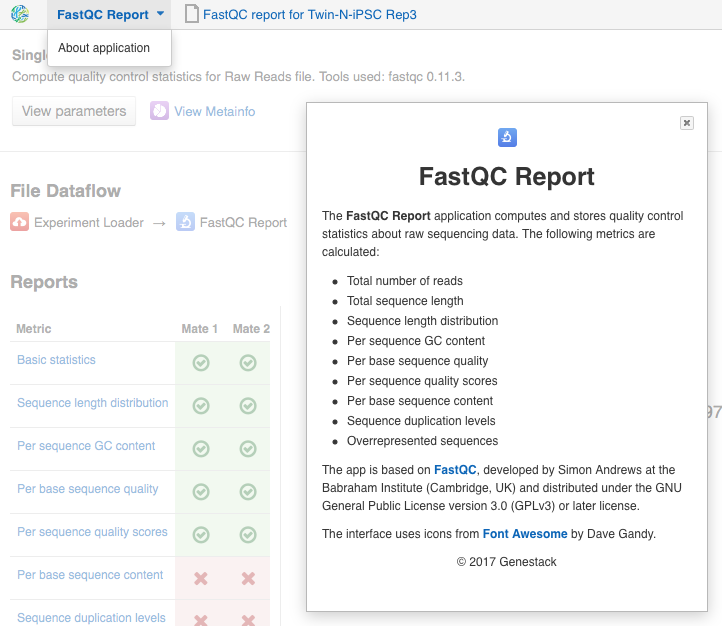 FastQC Report
FastQC report for Twin-N-iPSC Rep3
About application
Compute quality control statistics for Raw Reads file. Tools used: fastqc 0.11.3.
View parameters
View Metainfo
File Dataflow
Experiment Loader → FastQC Report
Reports
Metric Mate 1 Mate 2
Basic statistics
Sequence length distribution
Per sequence GC content
Per base sequence quality
Per sequence quality scores
Per base sequence content
Sequence duplication levels
FastQC Report
The FastQC Report application computes and stores quality control
statistics about raw sequencing data. The following metrics are
calculated:
• Total number of reads
• Total sequence length
• Sequence length distribution
• Per sequence GC content
• Per base sequence quality
• Per sequence quality scores
• Per base sequence content
• Sequence duplication levels
• Overrepresented sequences
The app is based on FastQC, developed by Simon Andrews at the
Babraham Institute (Cambridge, UK) and distributed under the GNU
General Public License version 3.0 (GPLv3) or later license.
The interface uses icons from Font Awesome by Dave Gandy.
© 2017 Genestack